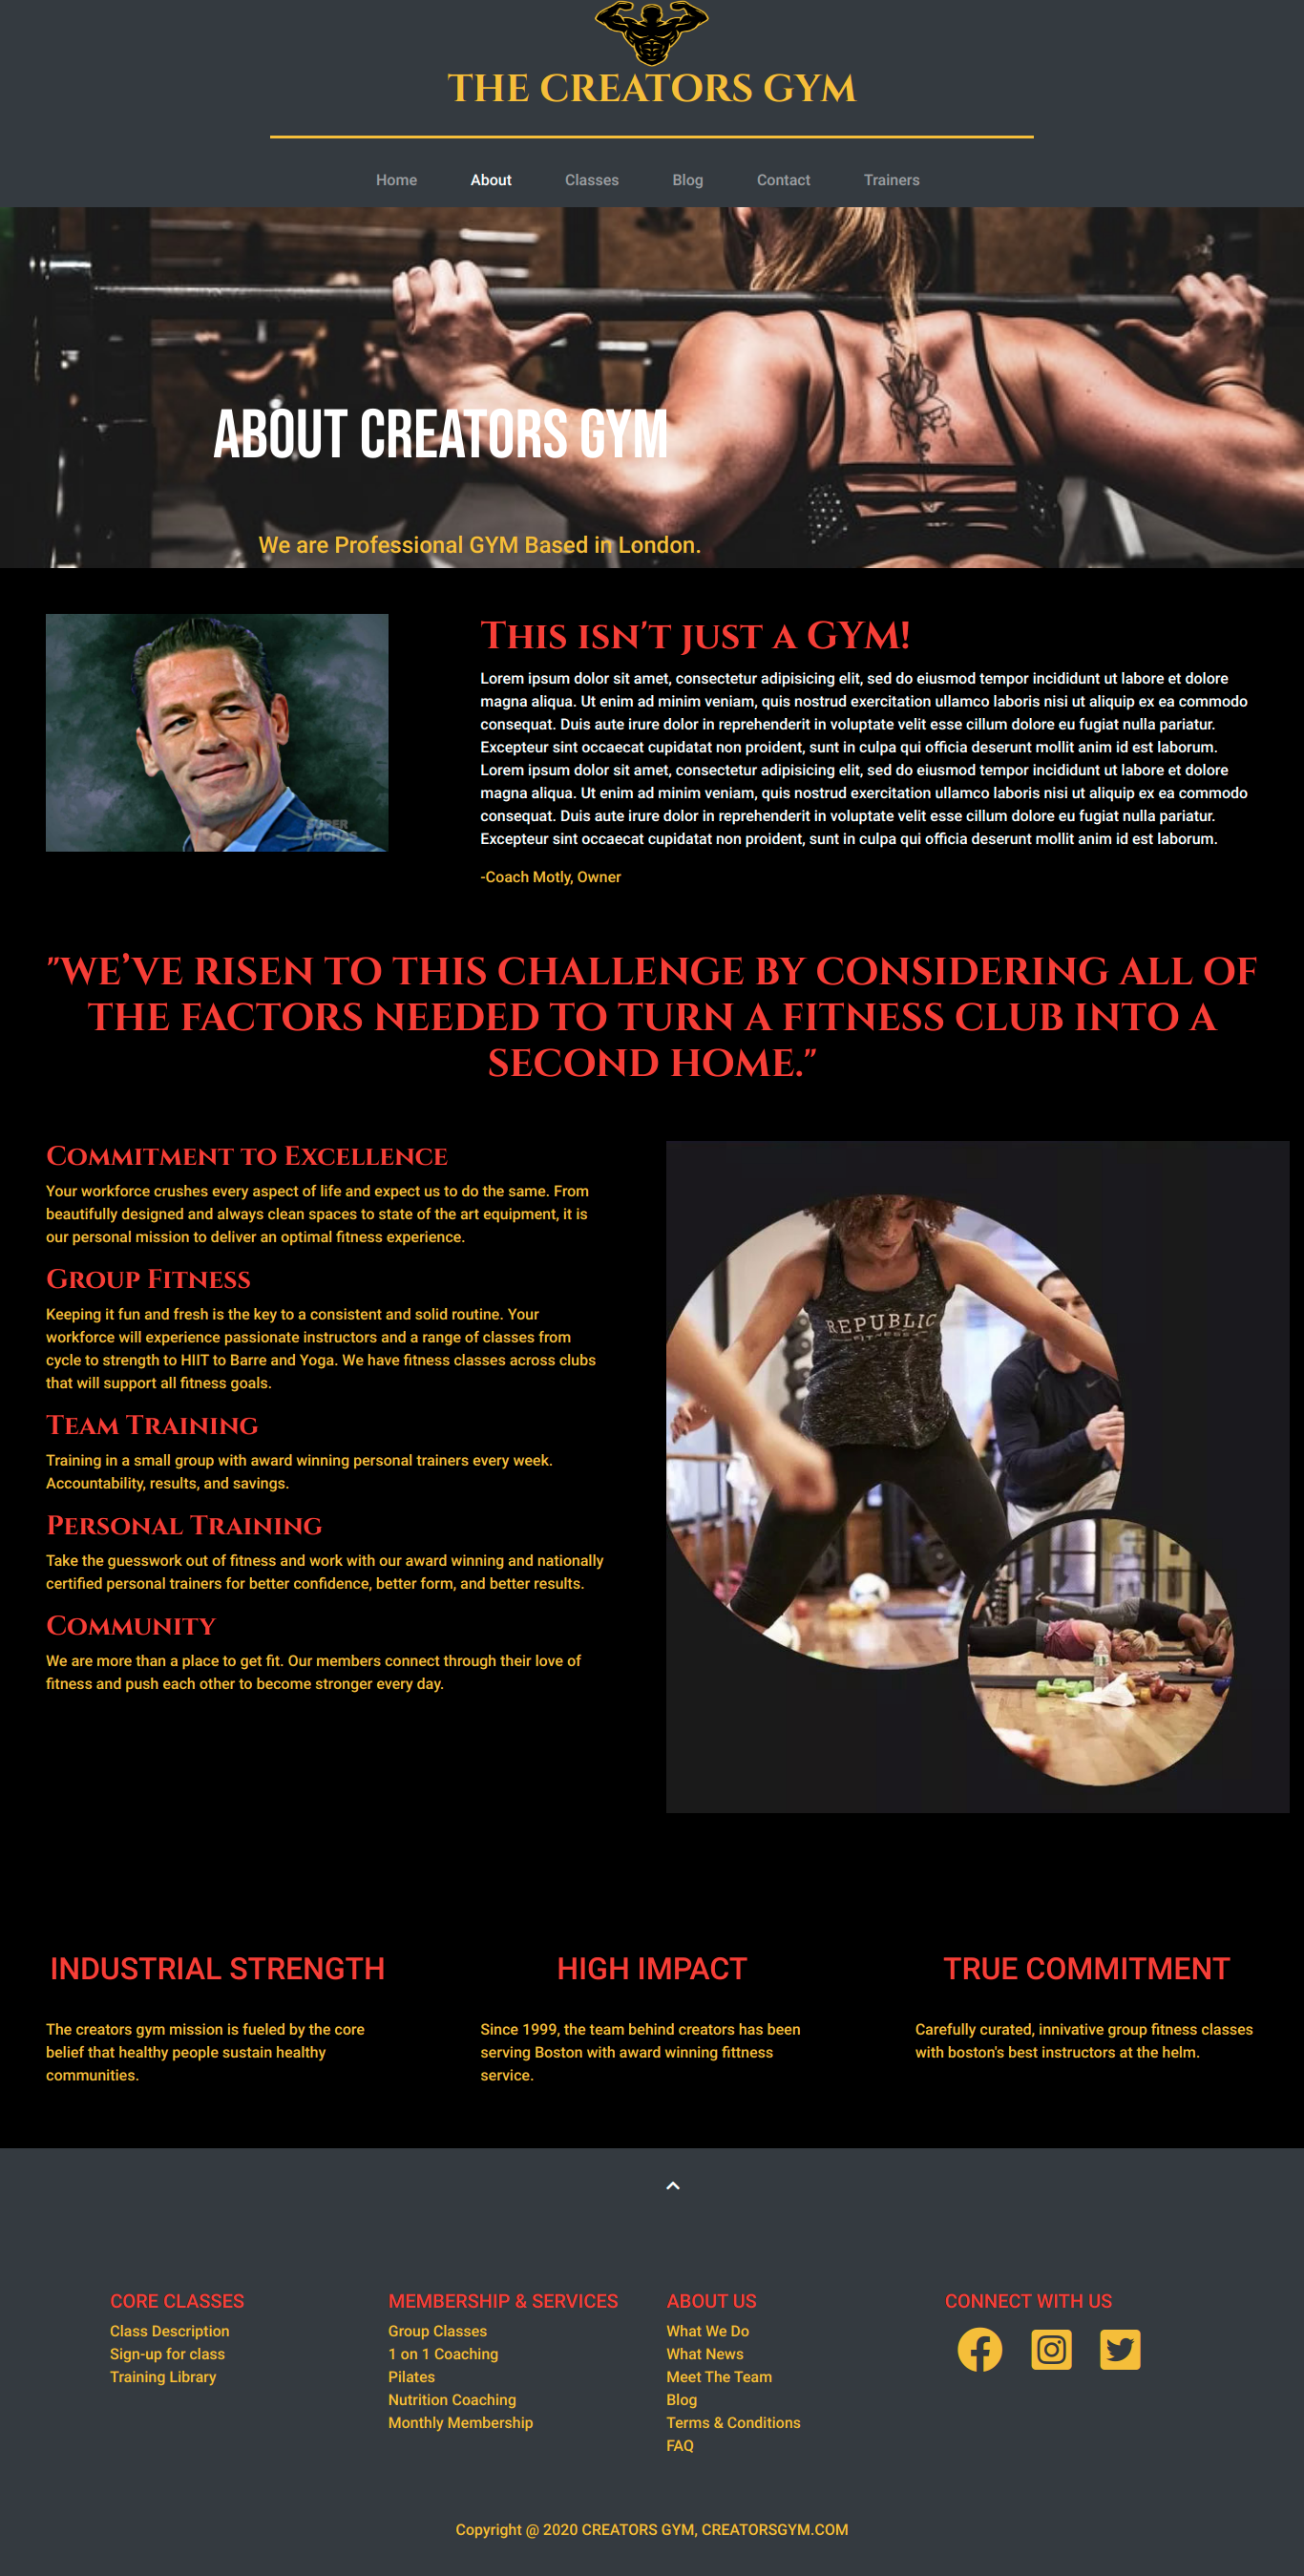 THE CREATORS GYM
Home About Classes Blog Contact Trainers
ABOUT CREATORS GYM
We are Professional GYM Based in London.
SUPER
LUCHAS
This isn't just a GYM!
Lorem ipsum dolor sit amet, consectetur adipisicing elit, sed do eiusmod tempor incididunt ut labore et dolore
magna aliqua. Ut enim ad minim veniam, quis nostrud exercitation ullamco laboris nisi ut aliquip ex ea commodo
consequat. Duis aute irure dolor in reprehenderit in voluptate velit esse cillum dolore eu fugiat nulla pariatur.
Excepteur sint occaecat cupidatat non proident, sunt in culpa qui officia deserunt mollit anim id est laborum.
Lorem ipsum dolor sit amet, consectetur adipisicing elit, sed do eiusmod tempor incididunt ut labore et dolore
magna aliqua. Ut enim ad minim veniam, quis nostrud exercitation ullamco laboris nisi ut aliquip ex ea commodo
consequat. Duis aute irure dolor in reprehenderit in voluptate velit esse cillum dolore eu fugiat nulla pariatur.
Excepteur sint occaecat cupidatat non proident, sunt in culpa qui officia deserunt mollit anim id est laborum.
-Coach Motly, Owner
"WE'VE RISEN TO THIS CHALLENGE BY CONSIDERING ALL OF
THE FACTORS NEEDED TO TURN A FITNESS CLUB INTO A
SECOND HOME."
Commitment to Excellence
Your workforce crushes every aspect of life and expect us to do the same. From
beautifully designed and always clean spaces to state of the art equipment, it is
our personal mission to deliver an optimal fitness experience.
Group Fitness
Keeping it fun and fresh is the key to a consistent and solid routine. Your
workforce will experience passionate instructors and a range of classes from
cycle to strength to HIIT to Barre and Yoga. We have fitness classes across clubs
that will support all fitness goals.
Team Training
Training in a small group with award winning personal trainers every week.
Accountability, results, and savings.
Personal Training
Take the guesswork out of fitness and work with our award winning and nationally
certified personal trainers for better confidence, better form, and better results.
Community
We are more than a place to get fit. Our members connect through their love of
fitness and push each other to become stronger every day.
REPUBLIC
FITNESS
INDUSTRIAL STRENGTH
The creators gym mission is fueled by the core
belief that healthy people sustain healthy
communities.
HIGH IMPACT
Since 1999, the team behind creators has been
serving Boston with award winning fittness
service.
TRUE COMMITMENT
Carefully curated, innivative group fitness classes
with boston's best instructors at the helm.
CORE CLASSES
Class Description
Sign-up for class
Training Library
MEMBERSHIP & SERVICES
Group Classes
1 on 1 Coaching
Pilates
Nutrition Coaching
Monthly Membership
ABOUT US
What We Do
What News
Meet The Team
Blog
Terms & Conditions
FAQ
CONNECT WITH US
Copyright @ 2020 CREATORS GYM, CREATORSGYM.COM